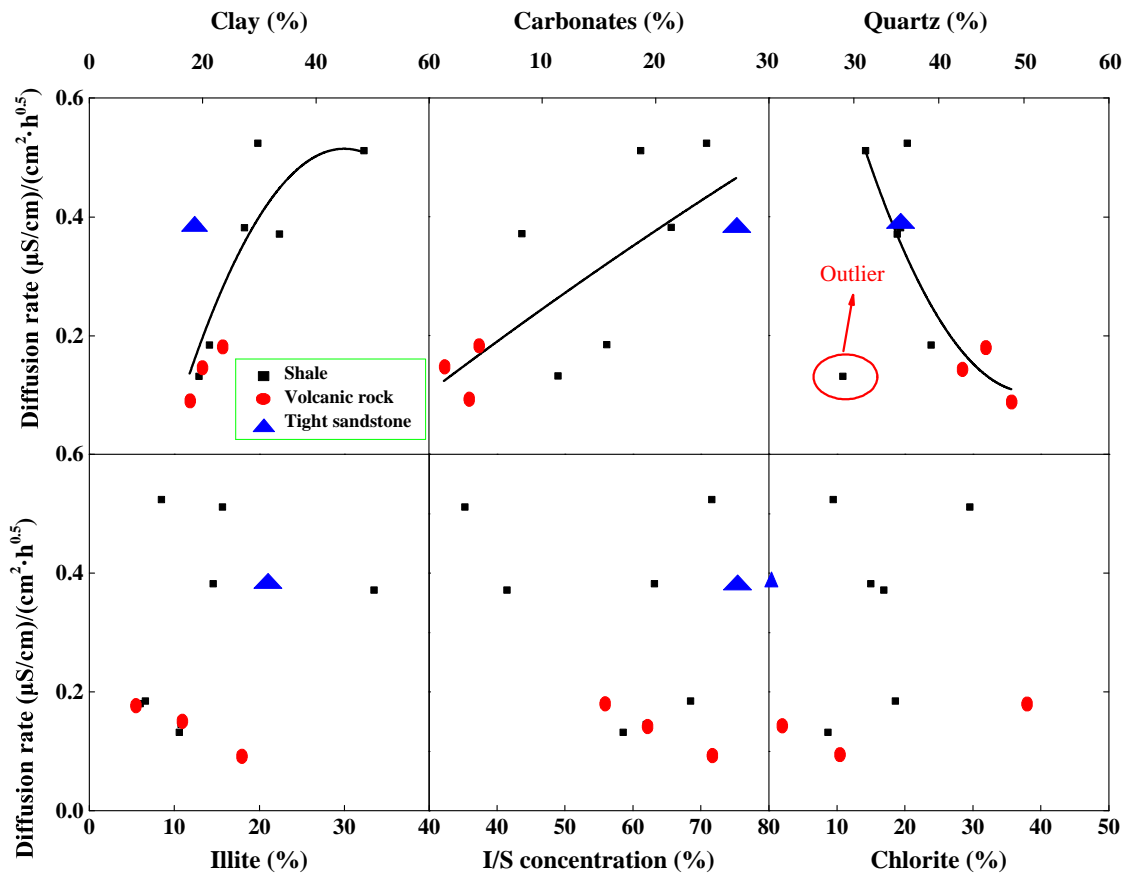 Clay (%) Carbonates (%) Quartz (%)
0 20 40 60 10 20 30 30 40 50 60
0.6
0.4
0.2
0.6
0.4
0.2
0.0
Diffusion rate (μS/cm)/(cm²·h⁰·⁵)
Diffusion rate (μS/cm)/(cm²·h⁰·⁵)
Outlier
Shale
Volcanic rock
Tight sandstone
0 10 20 30 40 50 60 70 80 10 20 30 40 50
Illite (%) I/S concentration (%) Chlorite (%)